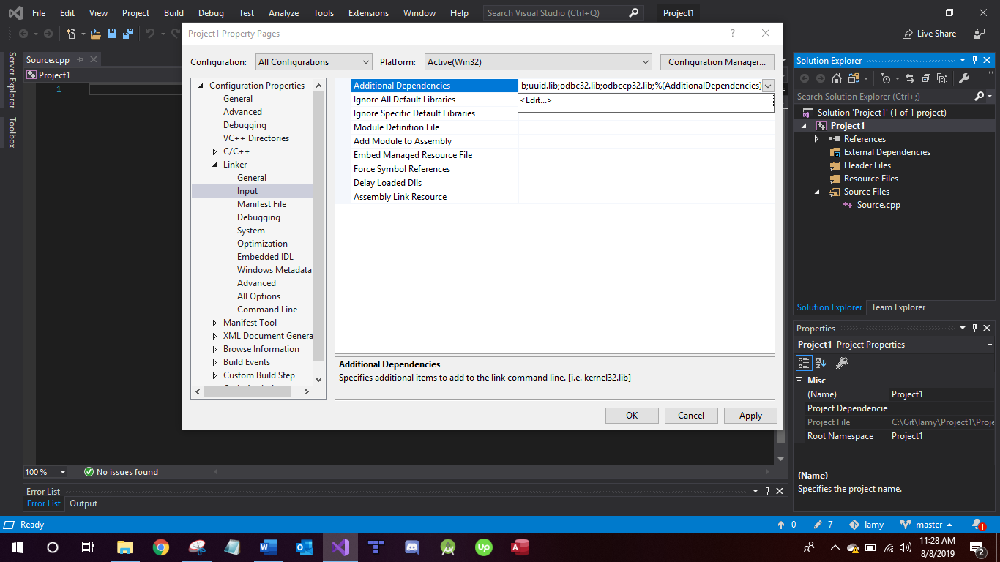 File Edit View Project Build Debug Test Analyze Tools Extensions Window Help Search Visual Studio (Ctrl+Q) Project1
Live Share
Server Explorer
Toolbox
Source.cpp
Project1
1
Project1 Property Pages
?
Configuration: All Configurations Platform: Active(Win32) Configuration Manager...
Configuration Properties
General
Advanced
Debugging
VC++ Directories
C/C++
Linker
General
Input
Manifest File
Debugging
System
Optimization
Embedded IDL
Windows Metadata
Advanced
All Options
Command Line
Manifest Tool
XML Document Genera
Browse Information
Build Events
Custom Build Step
Additional Dependencies b;uuid.lib;odbc32.lib;odbccp32.lib;%(AdditionalDependencies)
Ignore All Default Libraries <Edit...>
Ignore Specific Default Libraries
Module Definition File
Add Module to Assembly
Embed Managed Resource File
Force Symbol References
Delay Loaded Dlls
Assembly Link Resource
Additional Dependencies
Specifies additional items to add to the link command line. [i.e. kernel32.lib]
OK Cancel Apply
Solution Explorer
Search Solution Explorer (Ctrl+;)
Solution 'Project1' (1 of 1 project)
Project1
References
External Dependencies
Header Files
Resource Files
Source Files
Source.cpp
Solution Explorer Team Explorer
Properties
Project1 Project Properties
Misc
(Name) Project1
Project Dependencie
Project File C:\Git\lamy\Project1\Proje
Root Namespace Project1
(Name)
Specifies the project name.
100 % No issues found
Error List
Error List Output
Ready 0 7 lamy master 1
W
T
up
A
11:28 AM
8/8/2019
2